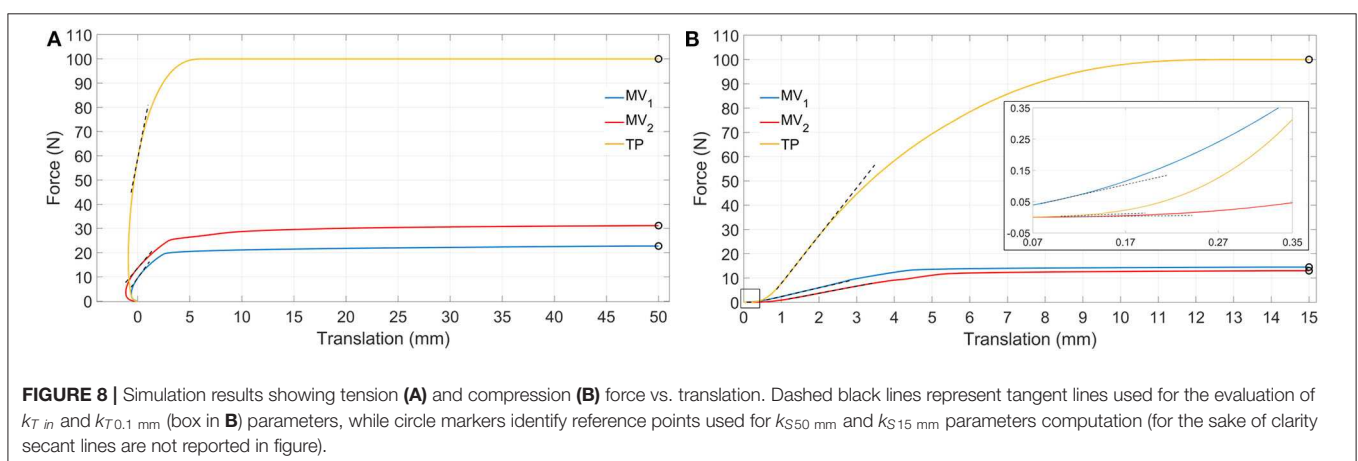 A
110
100
90
80
70
60
50
40
30
20
10
0
Force (N)
0 5 10 15 20 25 30 35 40 45 50
Translation (mm)
MV1
MV2
TP
B
110
100
90
80
70
60
50
40
30
20
10
0
Force (N)
0 1 2 3 4 5 6 7 8 9 10 11 12 13 14 15
Translation (mm)
MV1
MV2
TP
0.35
0.25
0.15
0.05
-0.05
0.07 0.17 0.27 0.35
FIGURE 8 | Simulation results showing tension (A) and compression (B) force vs. translation. Dashed black lines represent tangent lines used for the evaluation of
kT in and kT0.1 mm (box in B) parameters, while circle markers identify reference points used for kS50 mm and kS15 mm parameters computation (for the sake of clarity
secant lines are not reported in figure).